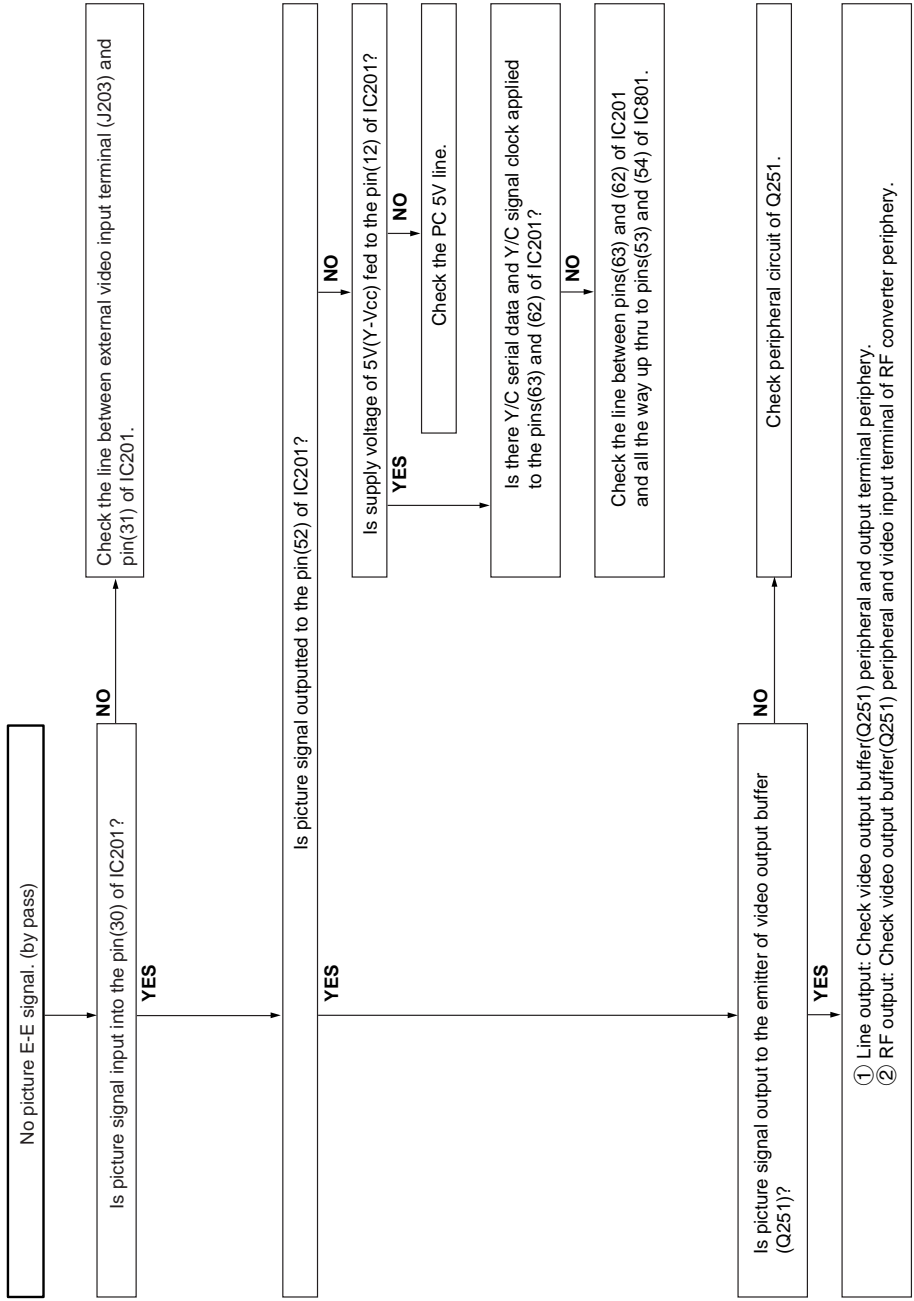 No picture E-E signal. (by pass)
Is picture signal input into the pin(30) of IC201?
NO
Check the line between external video input terminal (J203) and
pin(31) of IC201.
YES
Is picture signal outputted to the pin(52) of IC201?
NO
Is supply voltage of 5V(Y-Vcc) fed to the pin(12) of IC201?
NO
Check the PC 5V line.
YES
Is there Y/C serial data and Y/C signal clock applied
to the pins(63) and (62) of IC201?
NO
Check the line between pins(63) and (62) of IC201
and all the way up thru to pins(53) and (54) of IC801.
YES
Is picture signal output to the emitter of video output buffer
(Q251)?
NO
Check peripheral circuit of Q251.
YES
① Line output: Check video output buffer(Q251) peripheral and output terminal periphery.
② RF output: Check video output buffer(Q251) peripheral and video input terminal of RF converter periphery.